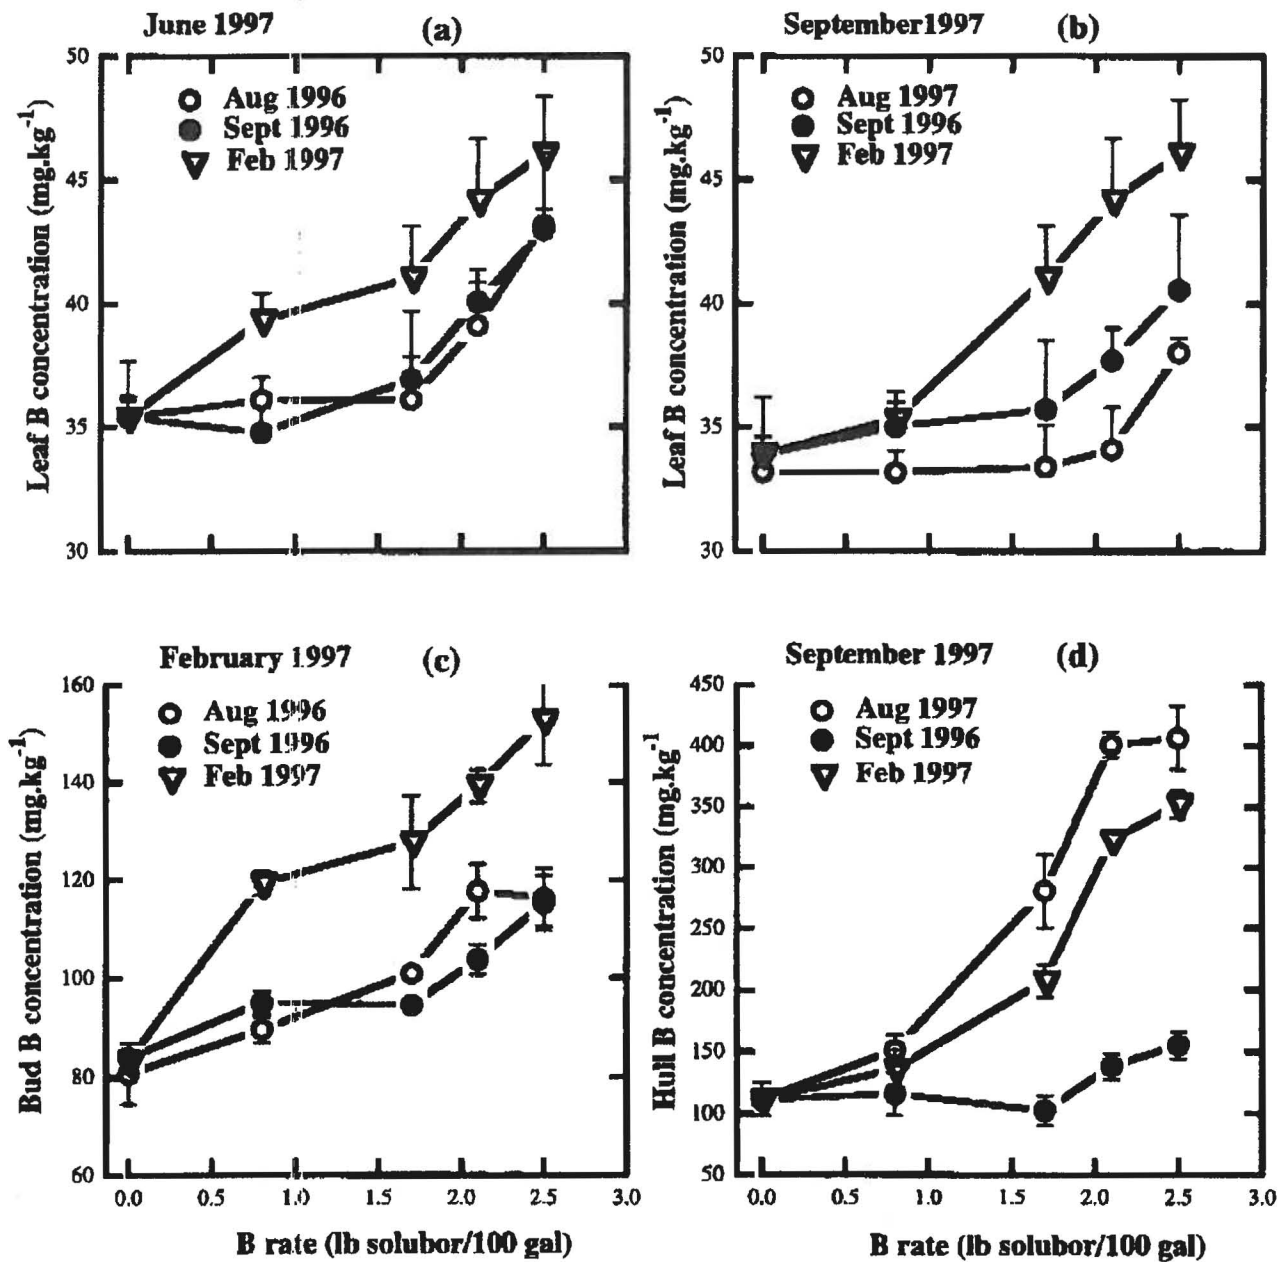 June 1997
(a)
Leaf B concentration (mg.kg-1)
50
45
40
35
30
Aug 1996
Sept 1996
Feb 1997
September1997
(b)
Leaf B concentration (mg.kg-1)
50
45
40
35
30
Aug 1997
Sept 1996
Feb 1997
February 1997
(c)
Bud B concentration (mg.kg-1)
160
140
120
100
80
60
Aug 1996
Sept 1996
Feb 1997
0.0 0.5 1.0 1.5 2.0 2.5 3.0
B rate (lb solubor/100 gal)
September 1997
(d)
Hull B concentration (mg.kg-1
450
400
350
300
250
200
150
100
50
Aug 1997
Sept 1996
Feb 1997
0.0 0.5 1.0 1.5 2.0 2.5 3.0
B rate (lb solubor/100 gal)